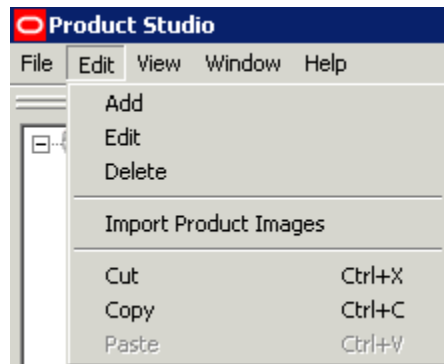 Product Studio
File Edit View Window Help
Add
Edit
Delete
Import Product Images
Cut Ctrl+X
Copy Ctrl+C
Paste Ctrl+V